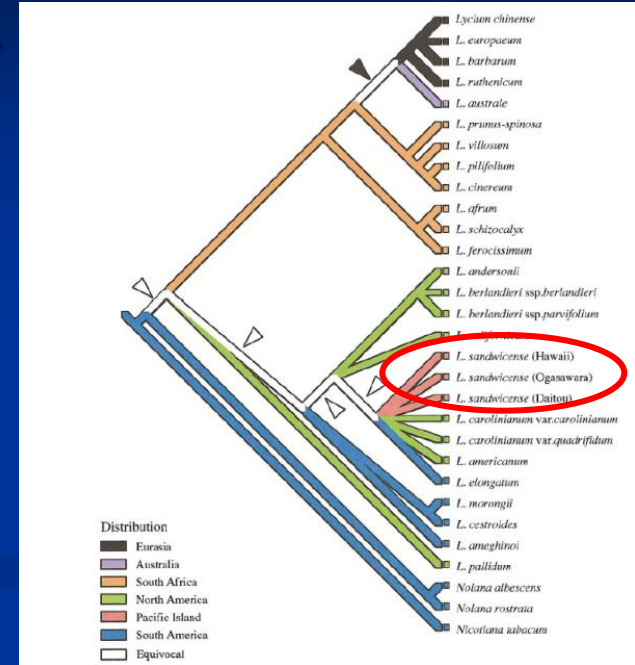 Lycium chinense
L. europaeum
L. barbarum
L. ruthenicum
L. australe
L. prunus-spinosa
L. villosum
L. pilifolium
L. cinereum
L. afrum
L. schizocalyx
L. ferocissimum
L. andersonii
L. berlandieri ssp.berlandieri
L. berlandieri ssp.parvifolium
L. sandwicense (Hawaii)
L. sandwicense (Ogasawara)
L. sandwicense (Daitou)
L. carolinianum var.carolinianum
L. carolinianum var.quadrifidum
L. americanum
L. elongatum
L. morongii
L. cestroides
L. ameghinoi
L. pallidum
Nolana albescens
Nolana rostrata
Nicotiana tabacum
Distribution
Eurasia
Australia
South Africa
North America
Pacific Island
South America
Equivocal